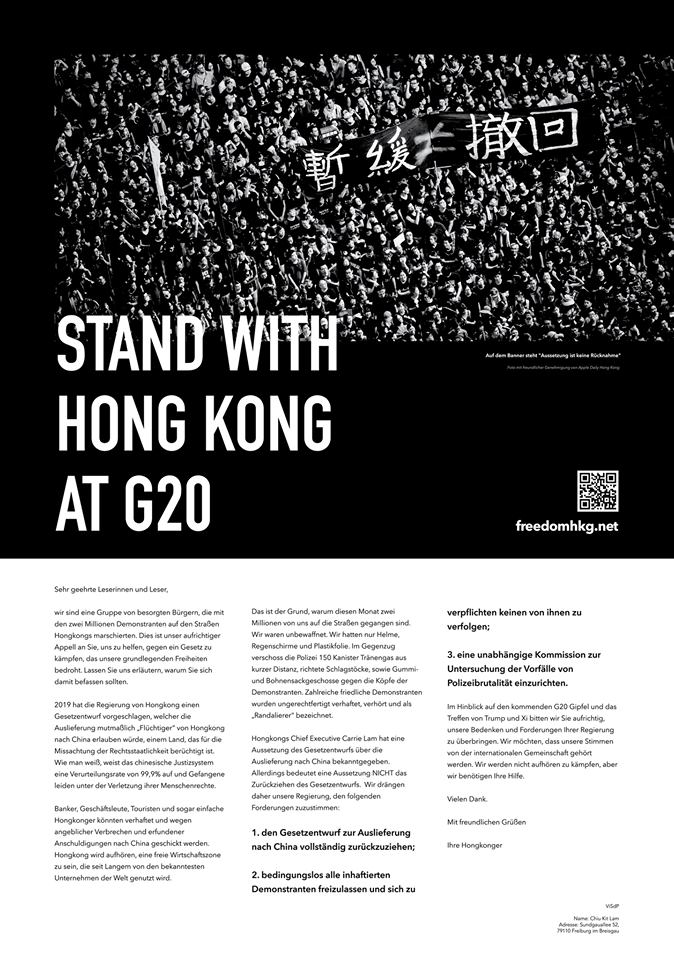 暫緩≠撤回
STAND WITH
HONG KONG
AT G20
Auf dem Banner steht "Aussetzung ist keine Rücknahme"
Foto mit freundlicher Genehmigung von Apple Daily Hong Kong
freedomhkg.net
Sehr geehrte Leserinnen und Leser,
wir sind eine Gruppe von besorgten Bürgern, die mit
den zwei Millionen Demonstranten auf den Straßen
Hongkongs marschierten. Dies ist unser aufrichtiger
Appell an Sie, uns zu helfen, gegen ein Gesetz zu
kämpfen, das unsere grundlegenden Freiheiten
bedroht. Lassen Sie uns erläutern, warum Sie sich
damit befassen sollten.
2019 hat die Regierung von Hongkong einen
Gesetzentwurf vorgeschlagen, welcher die
Auslieferung mutmaßlich „Flüchtiger" von Hongkong
nach China erlauben würde, einem Land, das für die
Missachtung der Rechtsstaatlichkeit berüchtigt ist.
Wie man weiß, weist das chinesische Justizsystem
eine Verurteilungsrate von 99,9% auf und Gefangene
leiden unter der Verletzung ihrer Menschenrechte.
Banker, Geschäftsleute, Touristen und sogar einfache
Hongkonger könnten verhaftet und wegen
angeblicher Verbrechen und erfundener
Anschuldigungen nach China geschickt werden.
Hongkong wird aufhören, eine freie Wirtschaftszone
zu sein, die seit Langem von den bekanntesten
Unternehmen der Welt genutzt wird.
Das ist der Grund, warum diesen Monat zwei
Millionen von uns auf die Straßen gegangen sind.
Wir waren unbewaffnet. Wir hatten nur Helme,
Regenschirme und Plastikfolie. Im Gegenzug
verschoss die Polizei 150 Kanister Tränengas aus
kurzer Distanz, richtete Schlagstöcke, sowie Gummi-
und Bohnensackgeschosse gegen die Köpfe der
Demonstranten. Zahlreiche friedliche Demonstranten
wurden ungerechtfertigt verhaftet, verhört und als
„Randalierer" bezeichnet.
Hongkongs Chief Executive Carrie Lam hat eine
Aussetzung des Gesetzentwurfs über die
Auslieferung nach China bekanntgegeben.
Allerdings bedeutet eine Aussetzung NICHT das
Zurückziehen des Gesetzentwurfs. Wir drängen
daher unsere Regierung, den folgenden
Forderungen zuzustimmen:
1. den Gesetzentwurf zur Auslieferung
nach China vollständig zurückzuziehen;
2. bedingungslos alle inhaftierten
Demonstranten freizulassen und sich zu
verpflichten keinen von ihnen zu
verfolgen;
3. eine unabhängige Kommission zur
Untersuchung der Vorfälle von
Polizeibrutalität einzurichten.
Im Hinblick auf den kommenden G20 Gipfel und das
Treffen von Trump und Xi bitten wir Sie aufrichtig,
unsere Bedenken und Forderungen Ihrer Regierung
zu überbringen. Wir möchten, dass unsere Stimmen
von der internationalen Gemeinschaft gehört
werden. Wir werden nicht aufhören zu kämpfen, aber
wir benötigen Ihre Hilfe.
Vielen Dank.
Mit freundlichen Grüßen
Ihre Hongkonger
ViSdP
Name: Chiu Kit Lam
Adresse: Sundgauallee 52,
79110 Freiburg im Breisgau